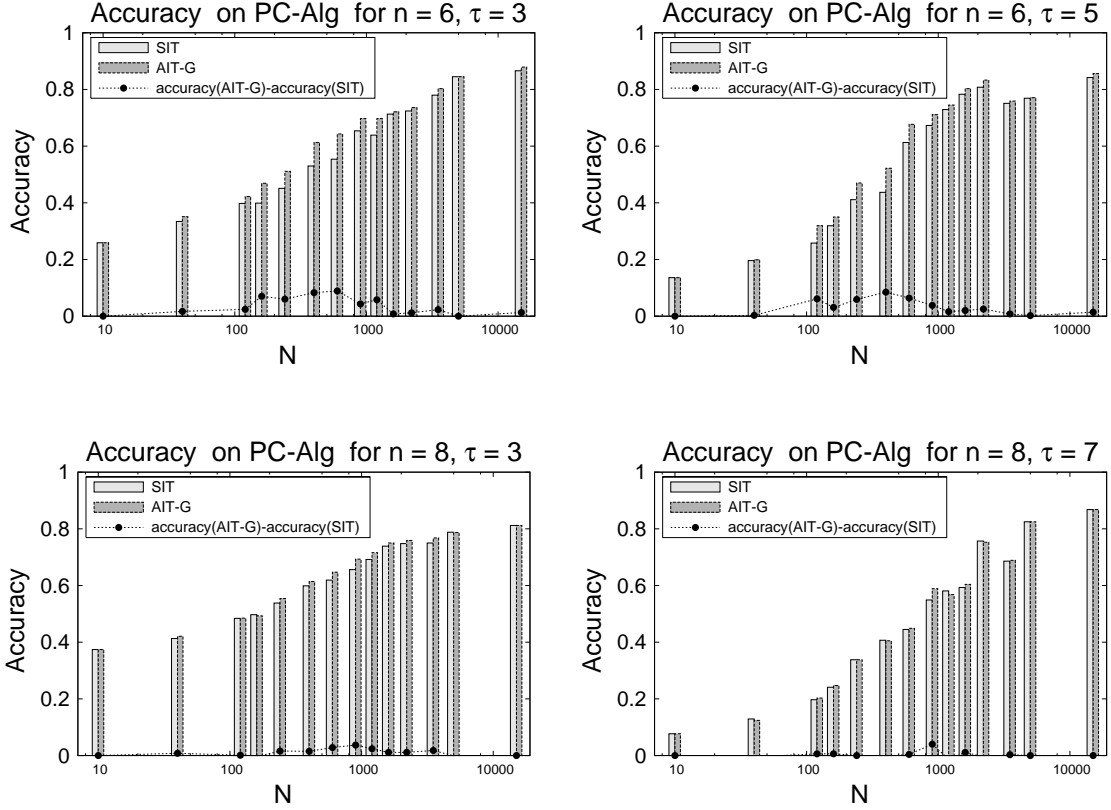 Accuracy on PC-Alg for n = 6, τ = 3
1
SIT
AIT-G
accuracy(AIT-G)-accuracy(SIT)
0.8
0.6
0.4
0.2
0
Accuracy
10 100 1000 10000
N
Accuracy on PC-Alg for n = 6, τ = 5
1
SIT
AIT-G
accuracy(AIT-G)-accuracy(SIT)
0.8
0.6
0.4
0.2
0
Accuracy
10 100 1000 10000
N
Accuracy on PC-Alg for n = 8, τ = 3
1
SIT
AIT-G
accuracy(AIT-G)-accuracy(SIT)
0.8
0.6
0.4
0.2
0
Accuracy
10 100 1000 10000
N
Accuracy on PC-Alg for n = 8, τ = 7
1
SIT
AIT-G
accuracy(AIT-G)-accuracy(SIT)
0.8
0.6
0.4
0.2
0
Accuracy
10 100 1000 10000
N